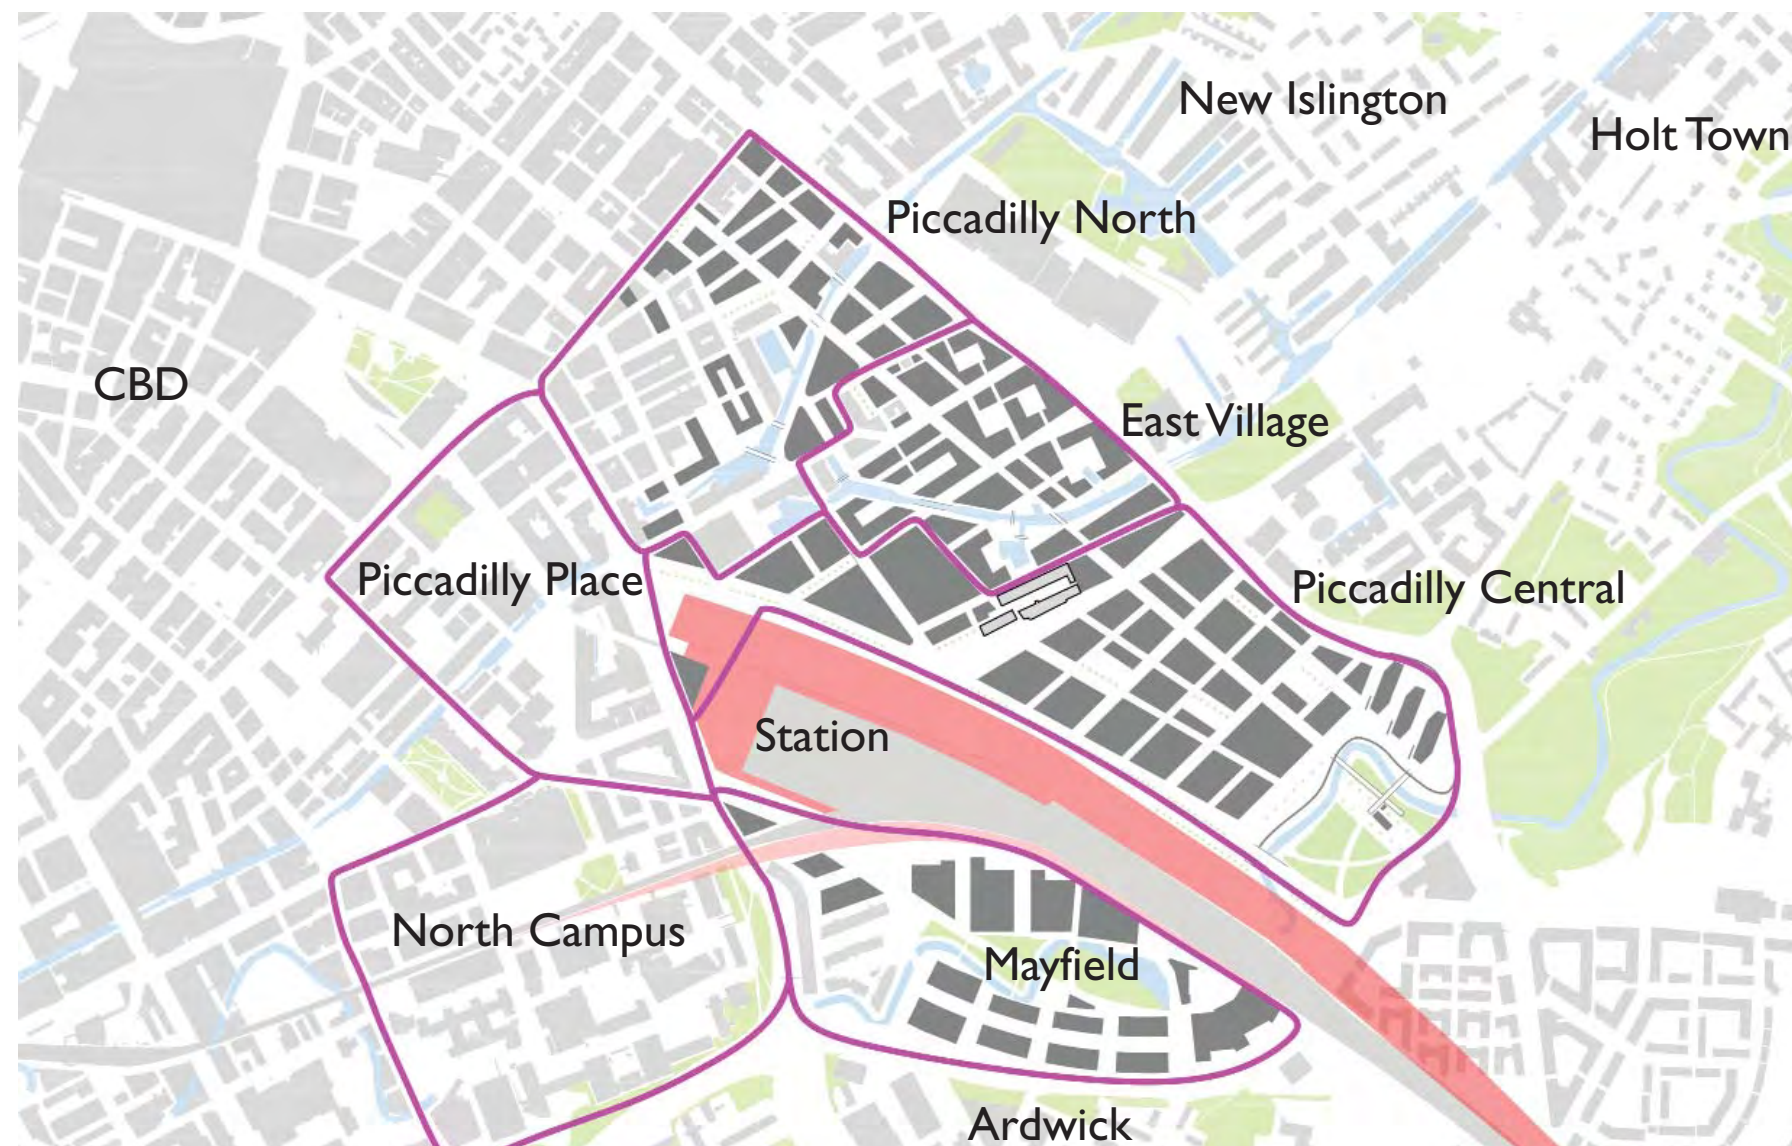 New Islington
Holt Town
Piccadilly North
CBD
East Village
Piccadilly Place
Piccadilly Central
Station
North Campus
Mayfield
Ardwick